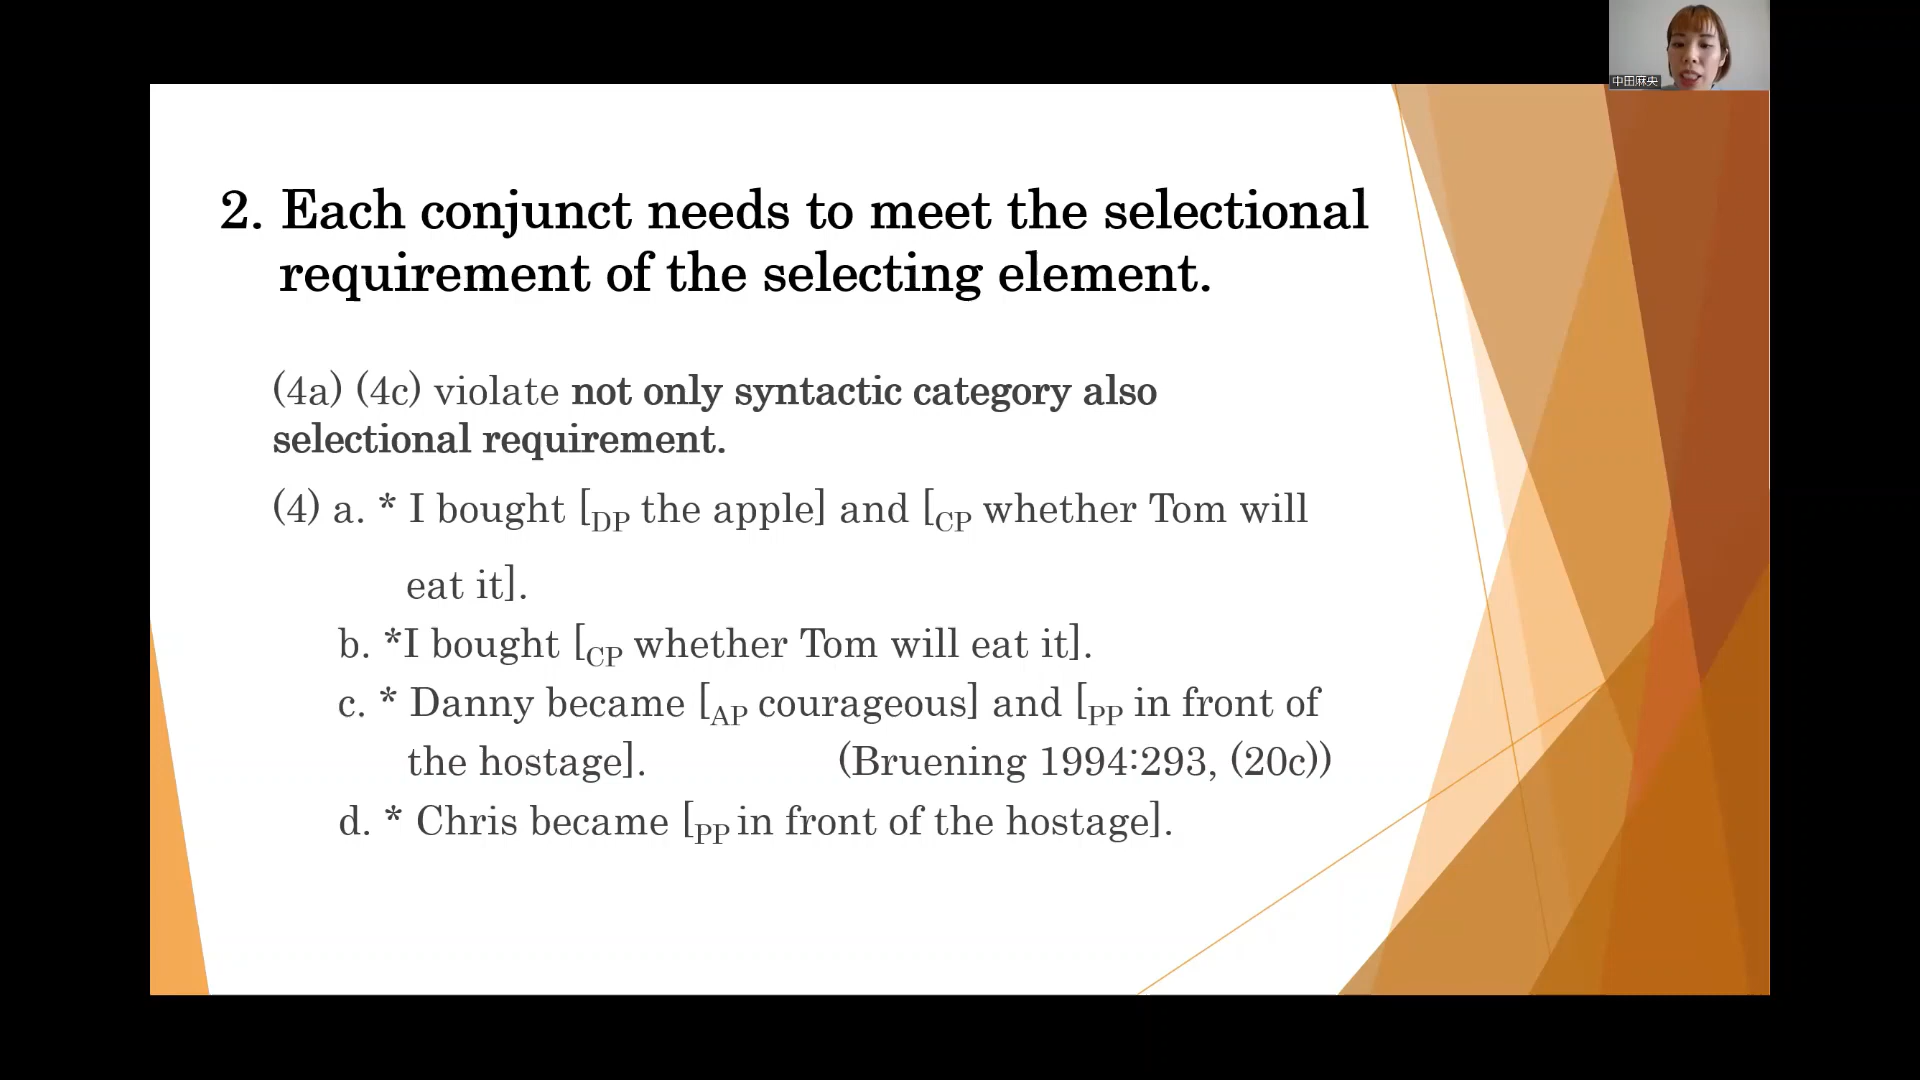 中田麻央
2. Each conjunct needs to meet the selectional
requirement of the selecting element.
(4a) (4c) violate not only syntactic category also
selectional requirement.
(4) a. * I bought [DP the apple] and [CP whether Tom will
eat it].
b. *I bought [CP whether Tom will eat it].
c. * Danny became [AP courageous] and [PP in front of
the hostage]. (Bruening 1994:293, (20c))
d. * Chris became [PP in front of the hostage].